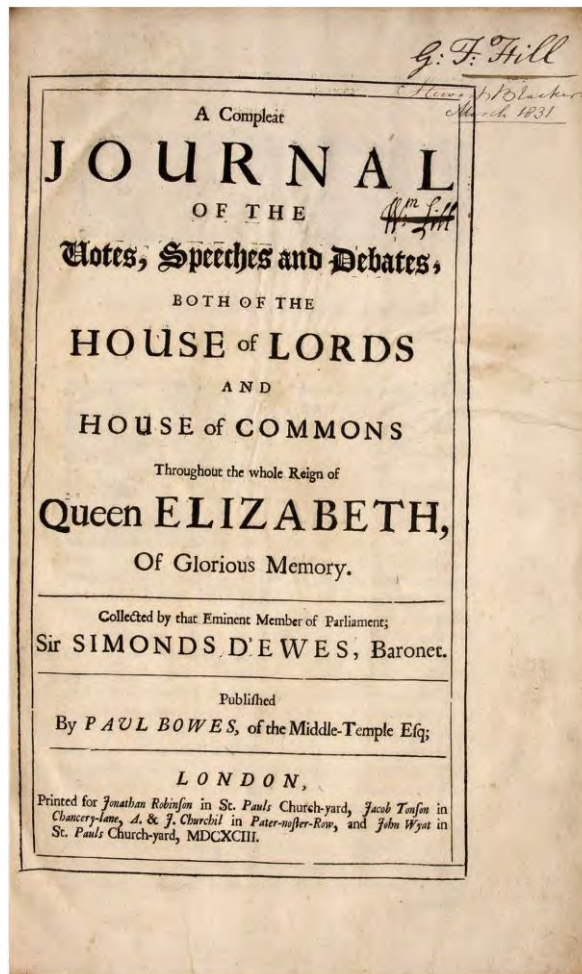 G: F: Hill
March 1831
A Compleat
JOURNAL
OF THE
Wm Hill
Votes, Speeches and Debates,
BOTH OF THE
HOUSE of LORDS
AND
HOUSE of COMMONS
Throughout the whole Reign of
Queen ELIZABETH,
Of Glorious Memory.
Collected by that Eminent Member of Parliament;
Sir SIMONDS D'EWES, Baronet.
Publiſhed
By PAUL BOWES, of the Middle-Temple Eſq;
LONDON,
Printed for Jonathan Robinſon in St. Pauls Church-yard, Jacob Tonſon in
Chancery-lane, A. & J. Churchil in Pater-noſter-Row, and John Wyat in
St. Pauls Church-yard, MDCXCIII.